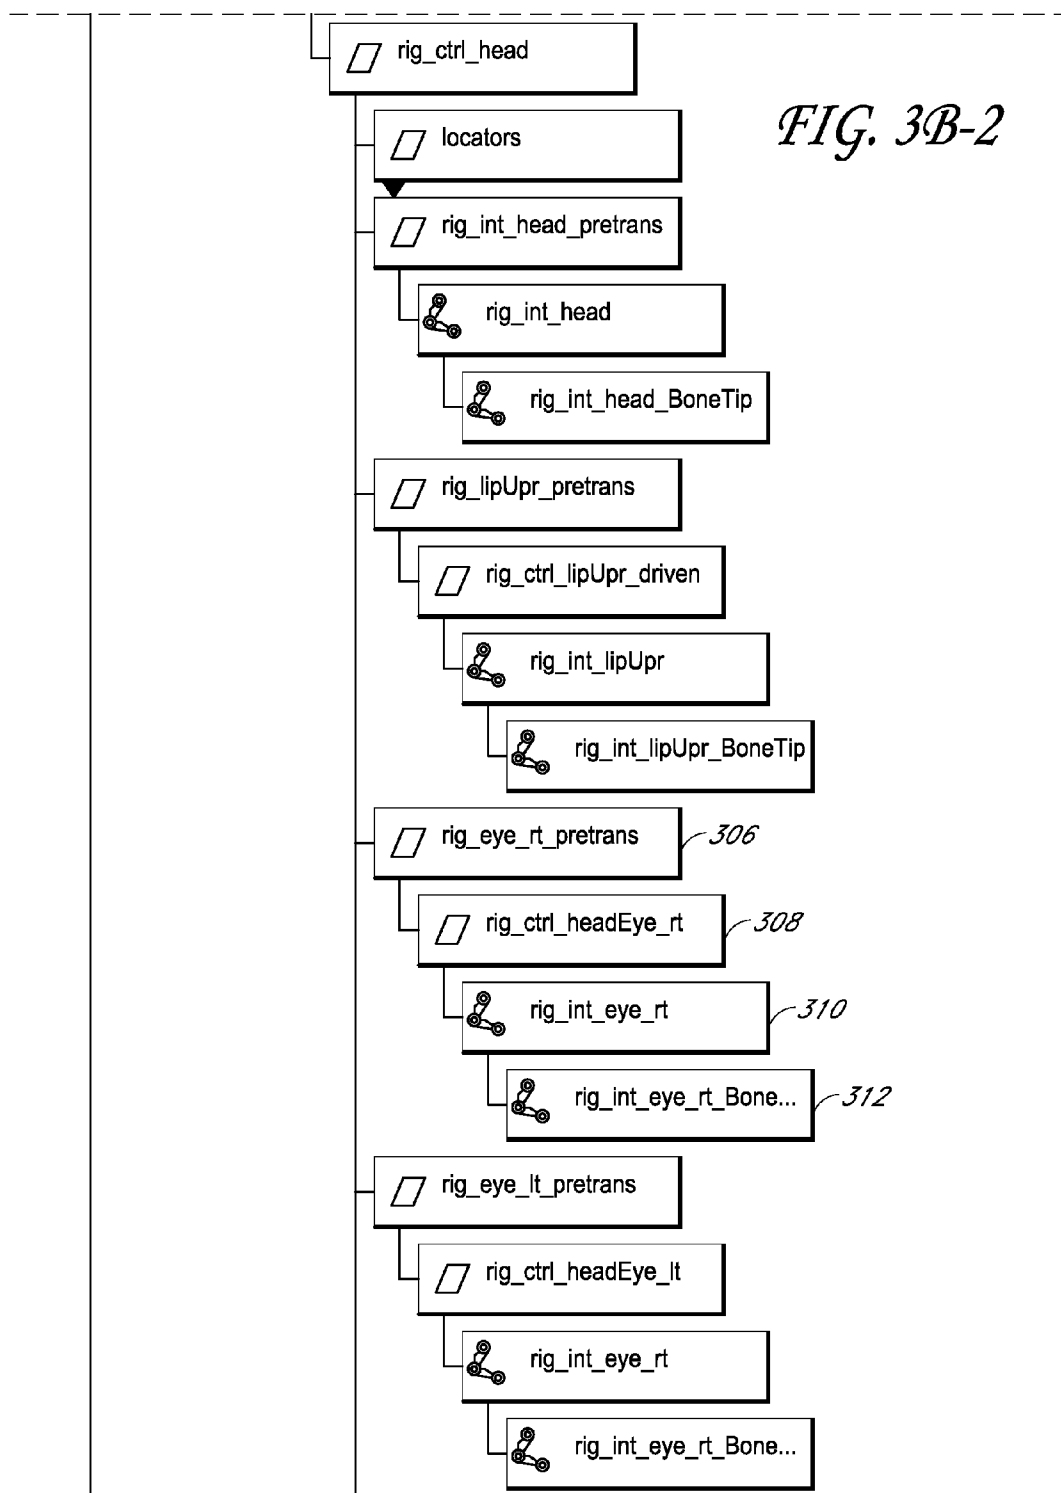 rig_ctrl_head
locators
FIG. 3B-2
rig_int_head_pretrans
rig_int_head
rig_int_head_BoneTip
rig_lipUpr_pretrans
rig_ctrl_lipUpr_driven
rig_int_lipUpr
rig_int_lipUpr_BoneTip
rig_eye_rt_pretrans 306
rig_ctrl_headEye_rt 308
rig_int_eye_rt 310
rig_int_eye_rt_Bone... 312
rig_eye_lt_pretrans
rig_ctrl_headEye_lt
rig_int_eye_rt
rig_int_eye_rt_Bone...